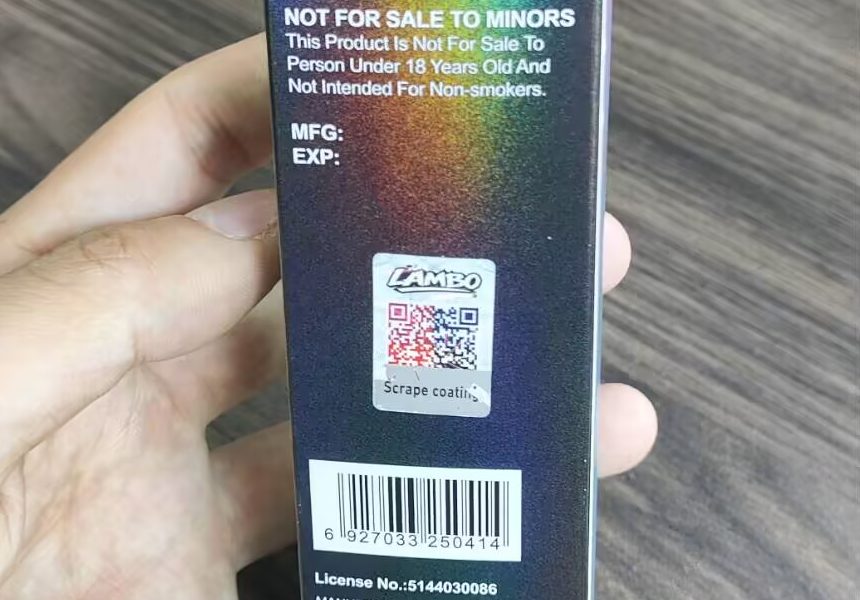 NOT FOR SALE TO MINORS
This Product Is Not For Sale To
Person Under 18 Years Old And
Not Intended For Non-smokers.
MFG:
EXP:
LAMBO
Scrape coating
6 927033 250414
License No.:5144030086